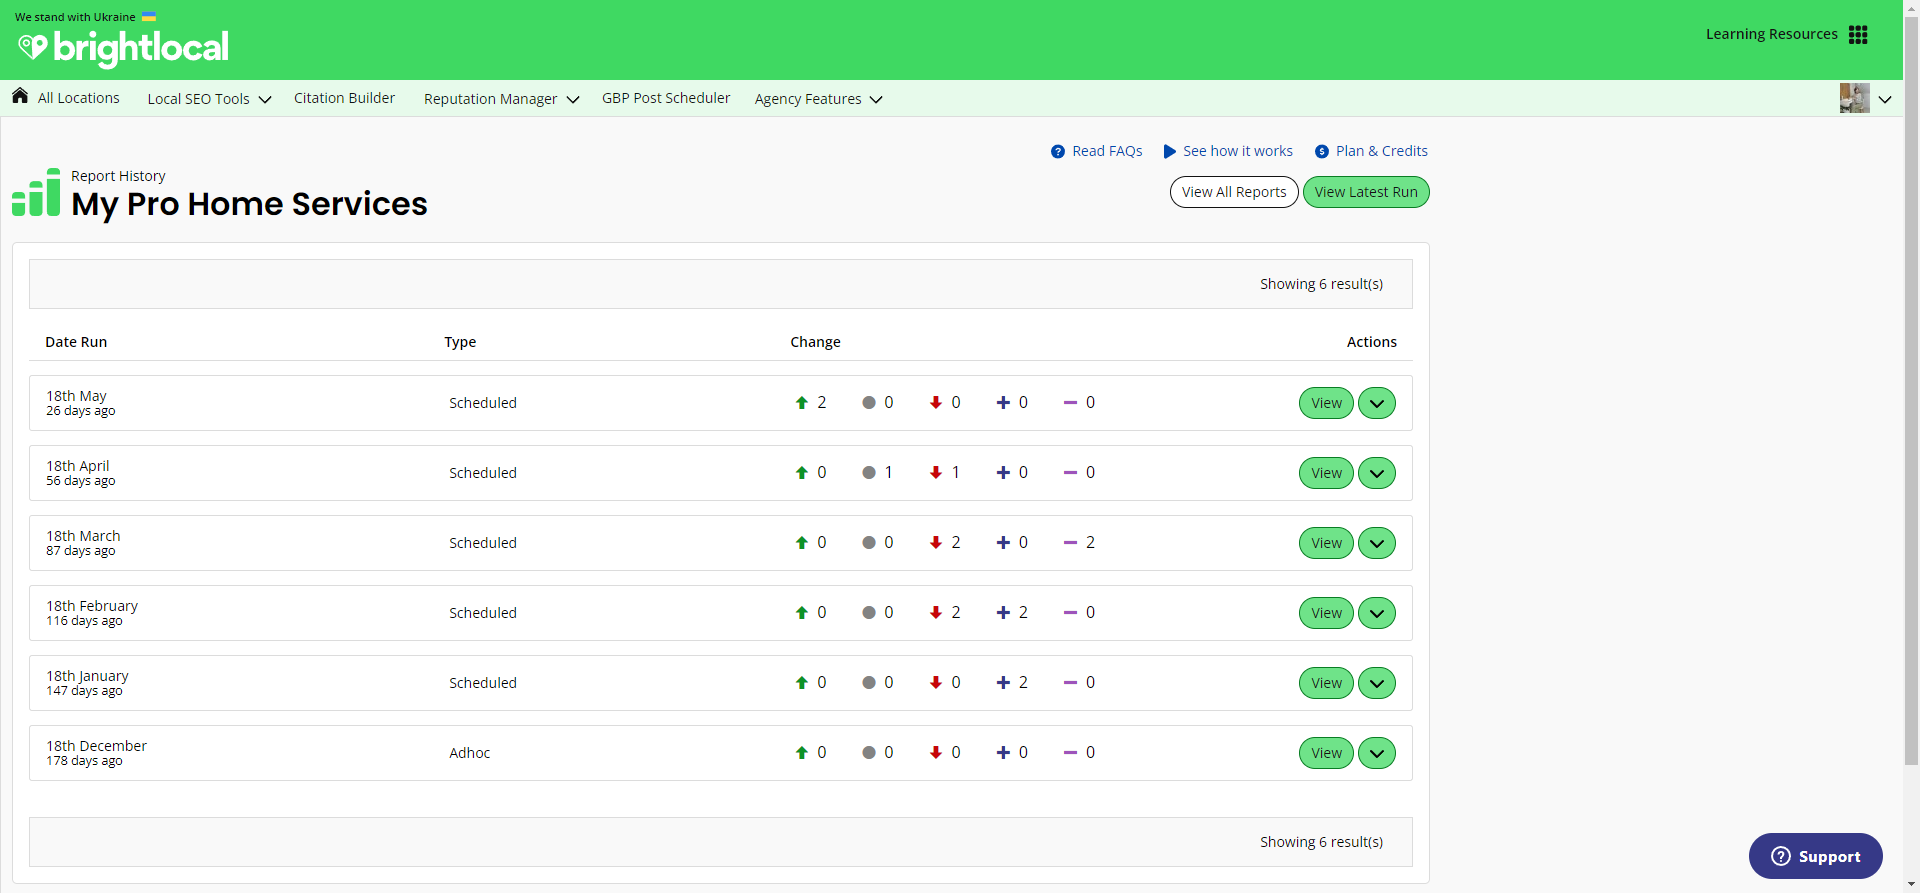 We stand with Ukraine
brightlocal
Learning Resources
All Locations Local SEO Tools Citation Builder Reputation Manager GBP Post Scheduler Agency Features
Read FAQs See how it works Plan & Credits
Report History
My Pro Home Services
View All Reports View Latest Run
Showing 6 result(s)
Date Run Type Change Actions
18th May
26 days ago
Scheduled 2 0 0 0 0 View
18th April
56 days ago
Scheduled 0 1 1 0 0 View
18th March
87 days ago
Scheduled 0 0 2 0 2 View
18th February
116 days ago
Scheduled 0 0 2 2 0 View
18th January
147 days ago
Scheduled 0 0 0 2 0 View
18th December
178 days ago
Adhoc 0 0 0 0 0 View
Showing 6 result(s)
Support